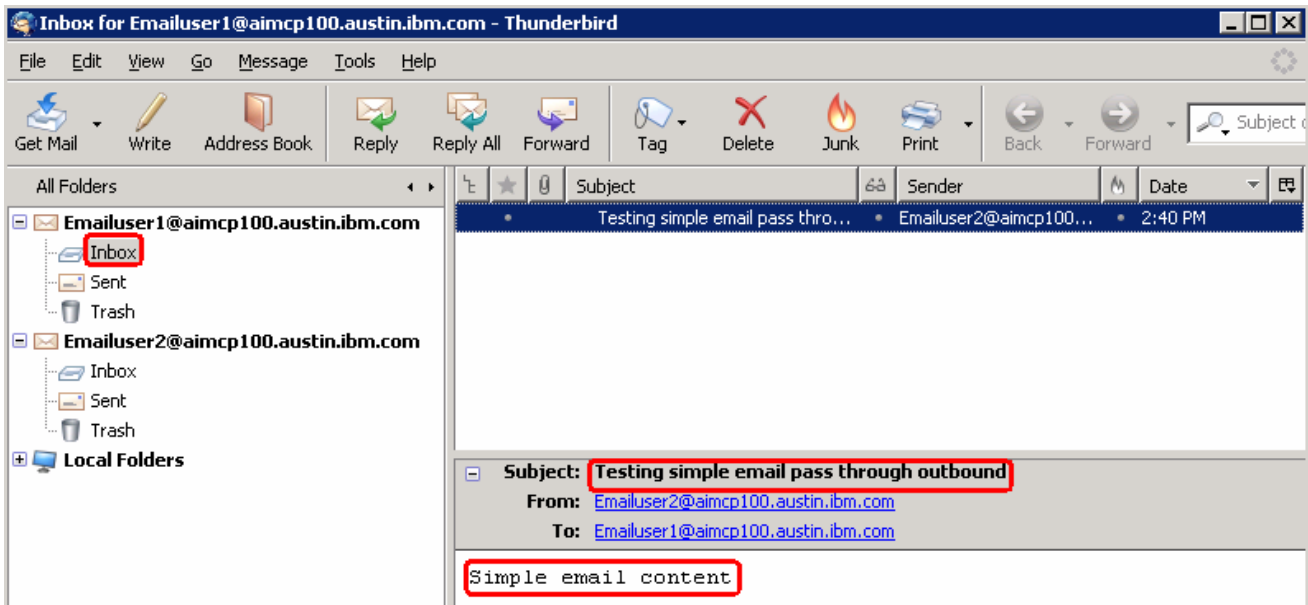 Inbox for Emailuser1@aimcp100.austin.ibm.com - Thunderbird
File Edit View Go Message Tools Help
Get Mail Write Address Book Reply Reply All Forward Tag Delete Junk Print Back Forward Subject
All Folders Subject Sender Date
Emailuser1@aimcp100.austin.ibm.com
Inbox
Sent
Trash
Emailuser2@aimcp100.austin.ibm.com
Inbox
Sent
Trash
Local Folders
Testing simple email pass thro... Emailuser2@aimcp100... 2:40 PM
Subject: Testing simple email pass through outbound
From: Emailuser2@aimcp100.austin.ibm.com
To: Emailuser1@aimcp100.austin.ibm.com
Simple email content